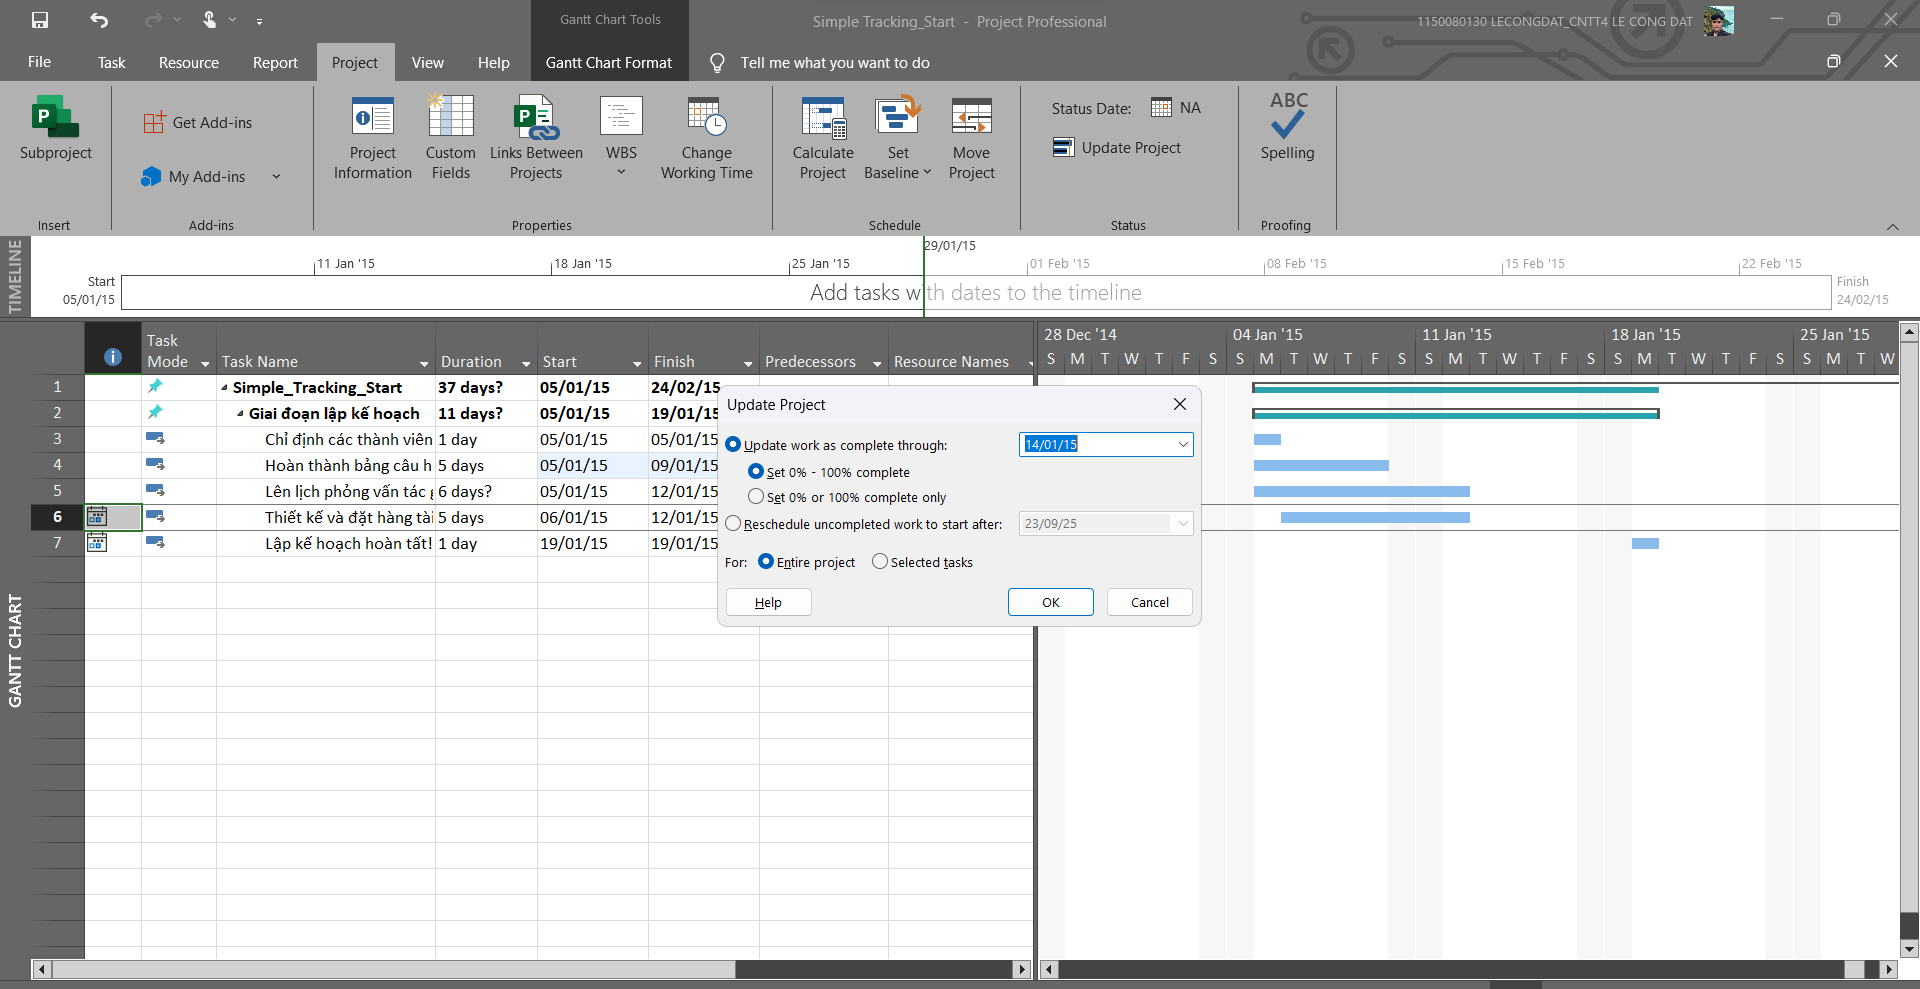 Gantt Chart Tools
Simple Tracking_Start - Project Professional
1150080130 LECONGDAT_CNTT4 LE CONG DAT
File Task Resource Report Project View Help Gantt Chart Format Tell me what you want to do
Subproject
Insert
Get Add-ins
My Add-ins
Add-ins
Project Information
Custom Fields
Links Between Projects
WBS
Change Working Time
Properties
Calculate Project
Set Baseline
Move Project
Schedule
Status Date: NA
Update Project
Status
ABC
Spelling
Proofing
TIMELINE
29/01/15
11 Jan '15 18 Jan '15 25 Jan '15 01 Feb '15 08 Feb '15 15 Feb '15 22 Feb '15
Start
05/01/15
Add tasks with dates to the timeline
Finish
24/02/15
GANTT CHART
Task Mode Task Name Duration Start Finish Predecessors Resource Names
1 Simple_Tracking_Start 37 days? 05/01/15 24/02/15
2 Giai đoạn lập kế hoạch 11 days? 05/01/15 19/01/15
3 Chỉ định các thành viên 1 day 05/01/15 05/01/15
4 Hoàn thành bảng câu h 5 days 05/01/15 09/01/15
5 Lên lịch phỏng vấn tác 6 days? 05/01/15 12/01/15
6 Thiết kế và đặt hàng tài 5 days 06/01/15 12/01/15
7 Lập kế hoạch hoàn tất! 1 day 19/01/15 19/01/15
28 Dec '14 04 Jan '15 11 Jan '15 18 Jan '15 25 Jan '15
S M T W T F S S M T W T F S S M T W T F S S M T W T F S S M T W
Update Project
Update work as complete through: 14/01/15
Set 0% - 100% complete
Set 0% or 100% complete only
Reschedule uncompleted work to start after: 23/09/25
For: Entire project Selected tasks
Help OK Cancel